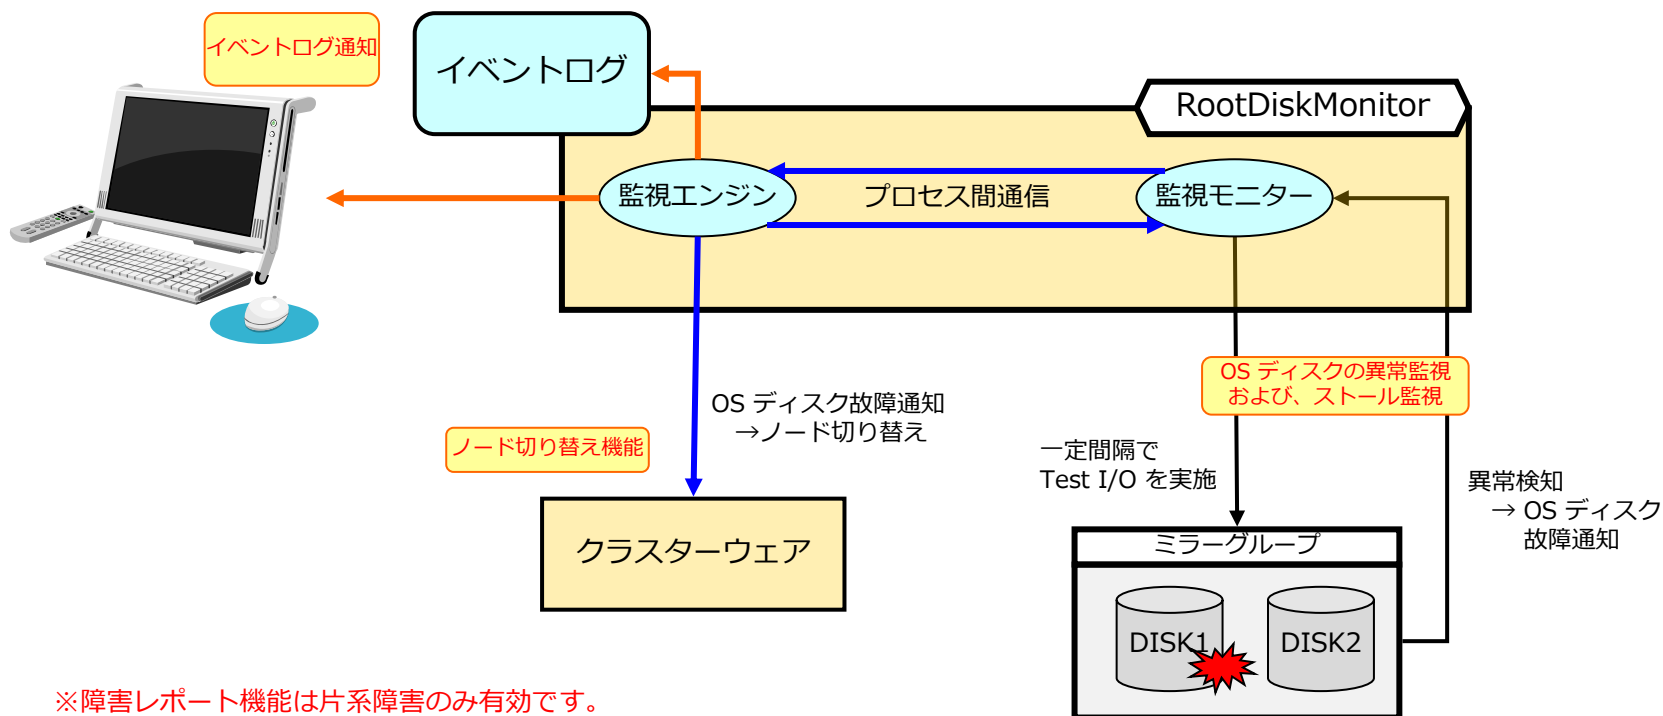 イベントログ通知
イベントログ
RootDiskMonitor
監視エンジン
プロセス間通信
監視モニター
OS ディスクの異常監視
および、ストール監視
OS ディスク故障通知
→ノード切り替え
ノード切り替え機能
一定間隔で
Test I/O を実施
異常検知
→ OS ディスク
故障通知
クラスターウェア
ミラーグループ
DISK1
DISK2
※障害レポート機能は片系障害のみ有効です。